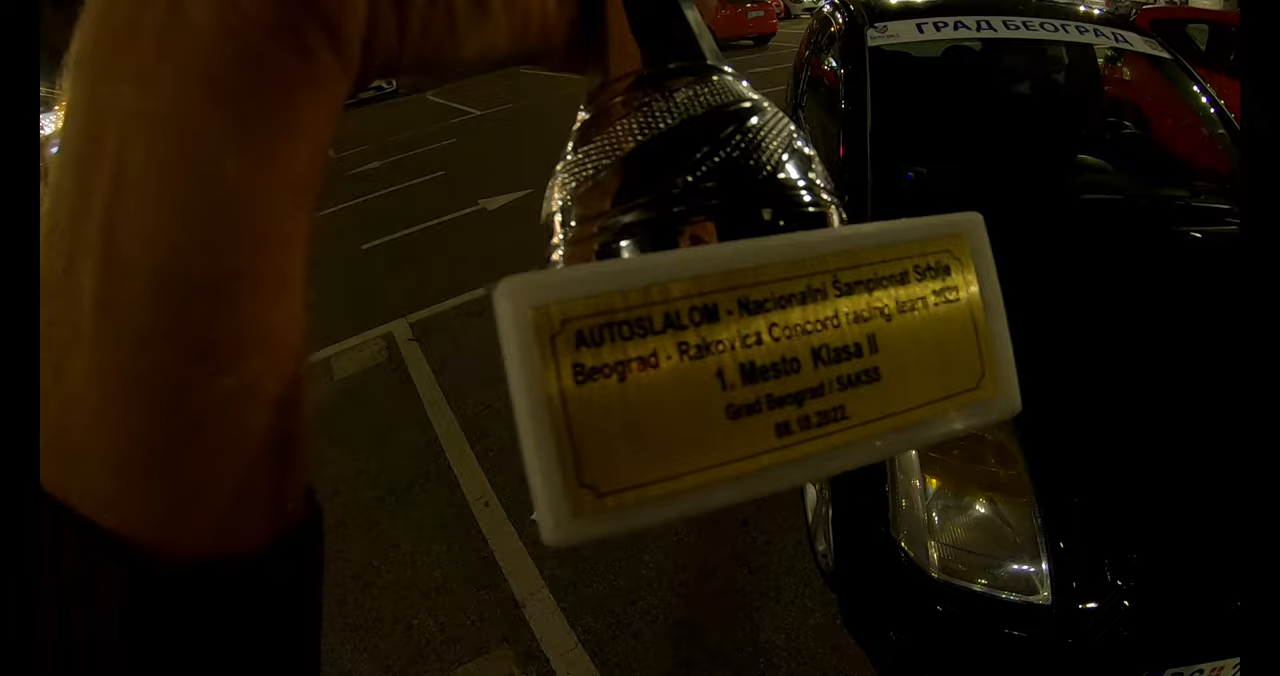 ГРАД БЕОГРАД
AUTOSLALOM - Nacionalni Šampionat Srbije
Beograd - Rakovica Concord racing team 2022
1. Mesto Klasa II
Grad Beograd / SAKSS
.10.2022.